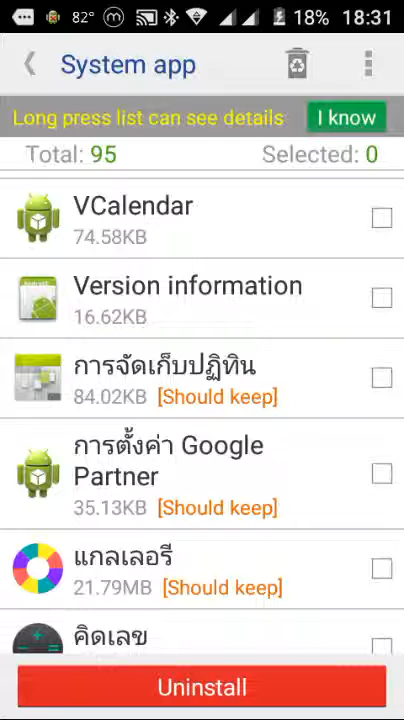 82° 18% 18:31
System app
Long press list can see details I know
Total: 95 Selected: 0
VCalendar
74.58KB
Version information
16.62KB
การจัดเก็บปฏิทิน
84.02KB [Should keep]
การตั้งค่า Google
Partner
35.13KB [Should keep]
แกลเลอรี
21.79MB [Should keep]
คิดเลข
Uninstall